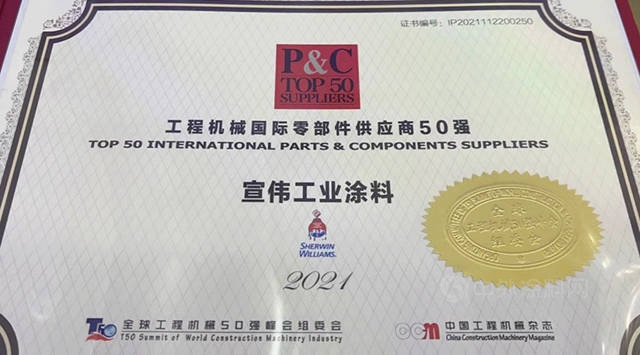 证书编号：IP2021112200250
P&C
TOP 50
SUPPLIERS
工程机械国际零部件供应商50强
TOP 50 INTERNATIONAL PARTS & COMPONENTS SUPPLIERS
宣伟工业涂料
SHERWIN
WILLIAMS.
2021
T50 全球工程机械50强峰会组委会
T50 Summit of World Construction Machinery Industry
CCM 中国工程机械杂志
China Construction Machinery Magazine